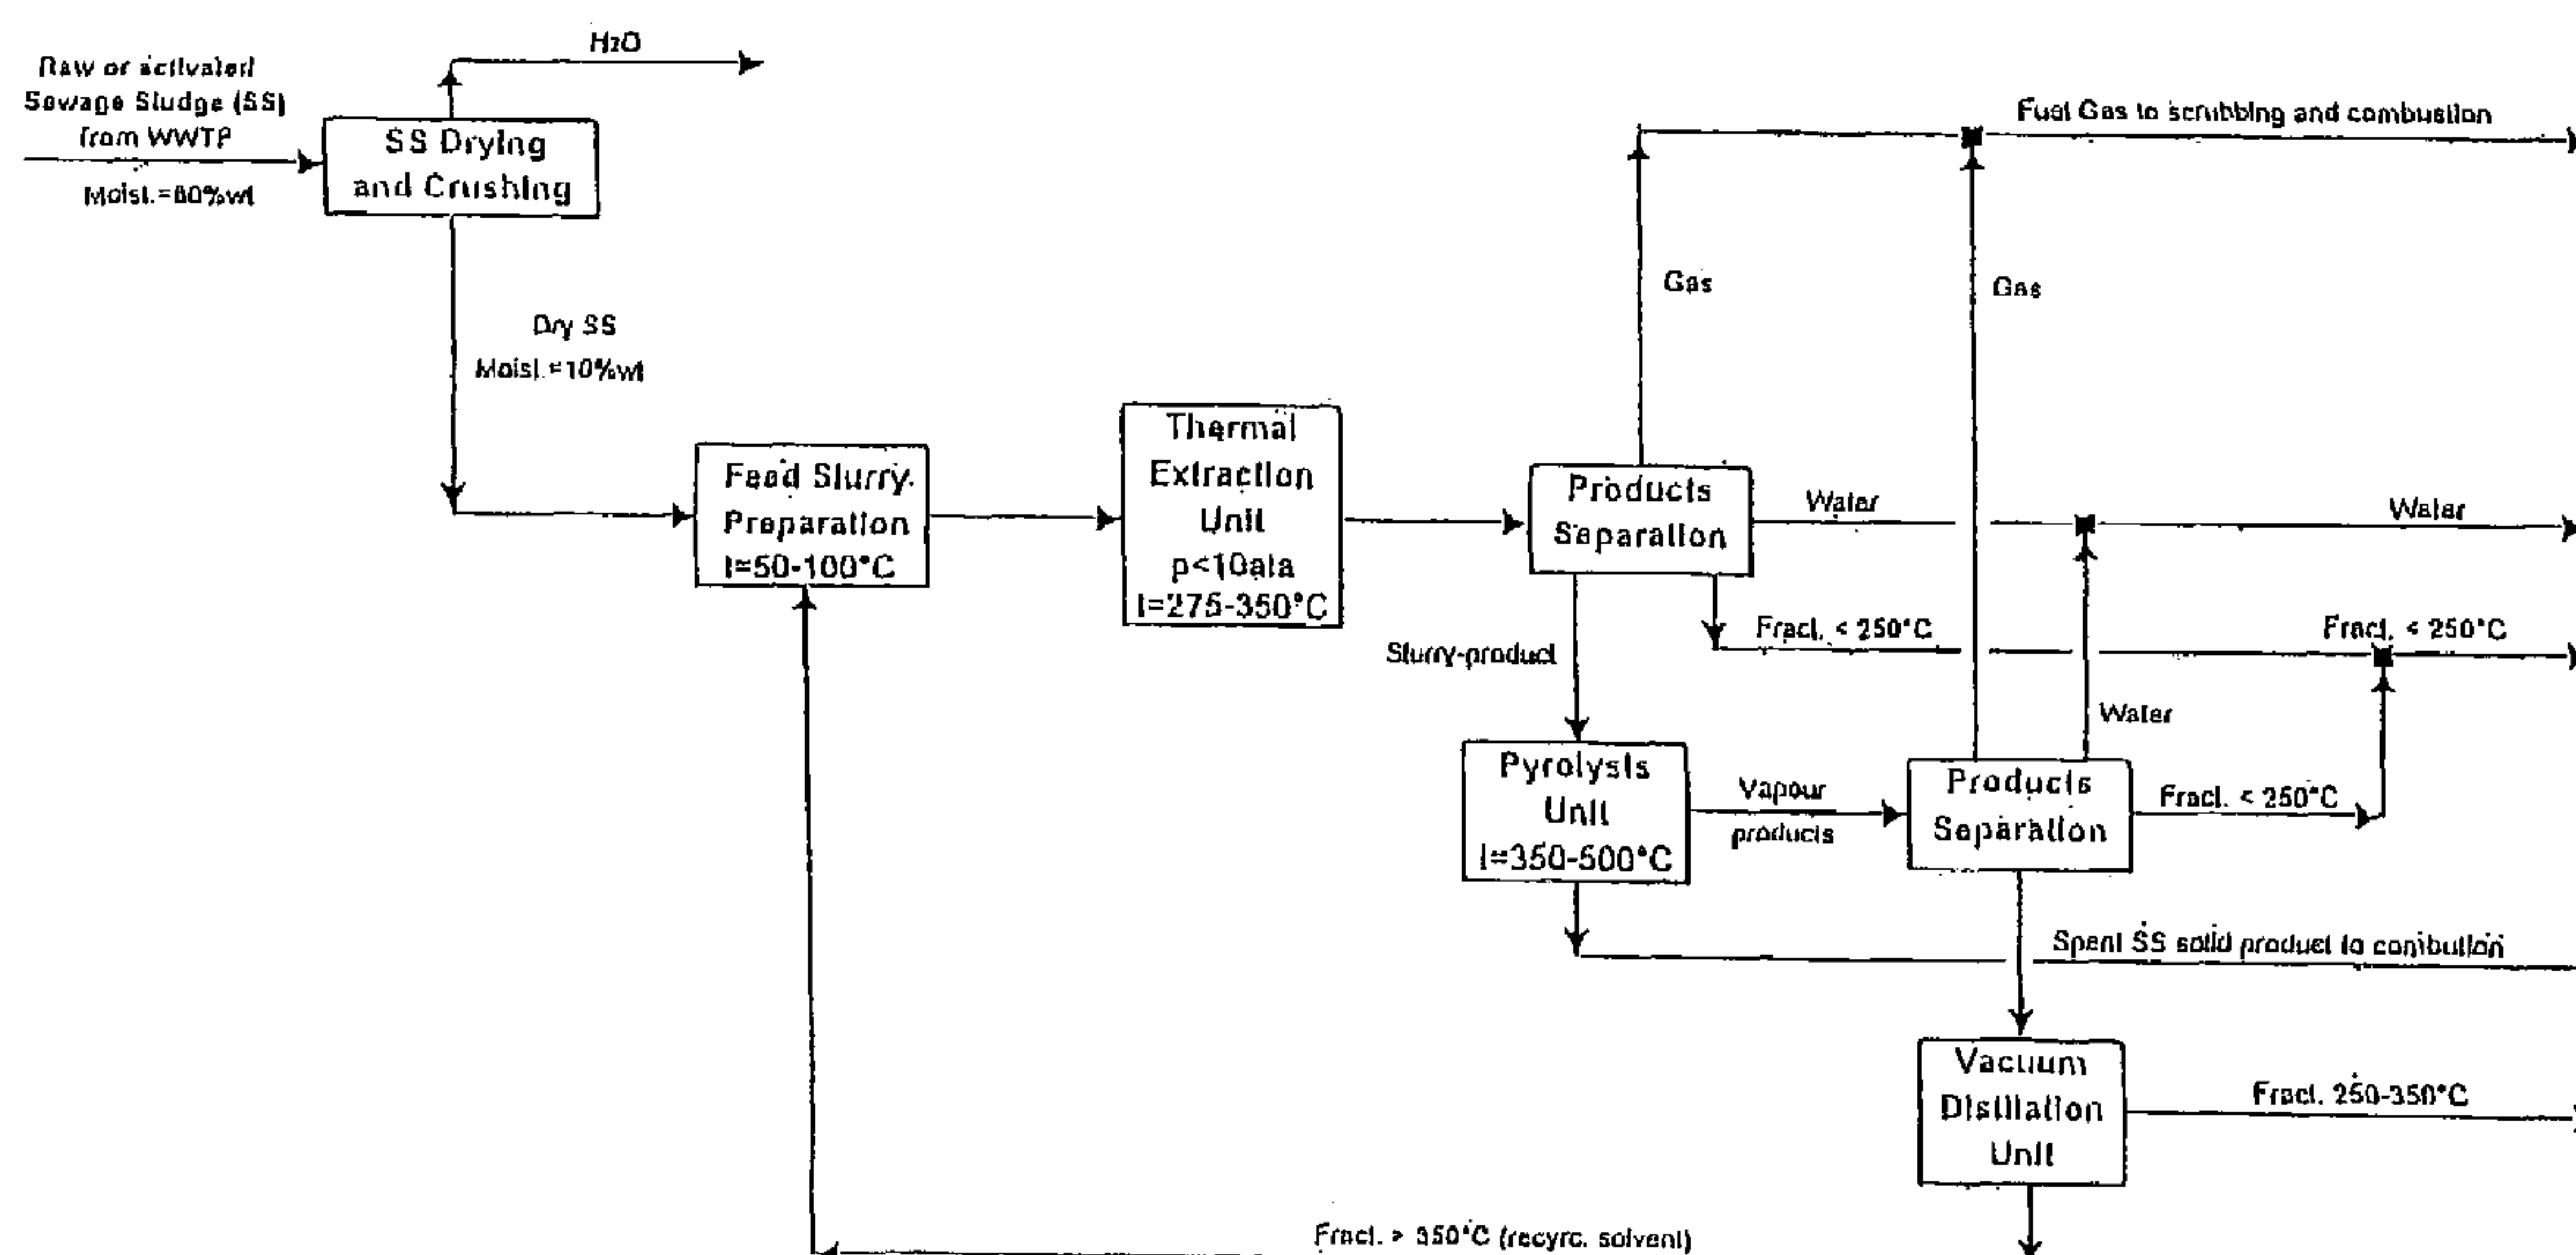 H2O
Raw or activated
Sewage Sludge (SS)
from WWTP
Moist.=80%wt
SS Drying
and Crushing
Fuel Gas to scrubbing and combustion
Gas
Gas
Dry SS
Moist.=10%wt
Feed Slurry
Preparation
t=50-100°C
Thermal
Extraction
Unit
p<10ata
t=275-350°C
Products
Separation
Water
Water
Fract. < 250°C
Fract. < 250°C
Slurry-product
Water
Pyrolysis
Unit
t=350-500°C
Vapour
products
Products
Separation
Fract. < 250°C
Spent SS solid product to conibution
Vacuum
Distillation
Unit
Fract. 250-350°C
Fract. > 350°C (recyrc. solvent)